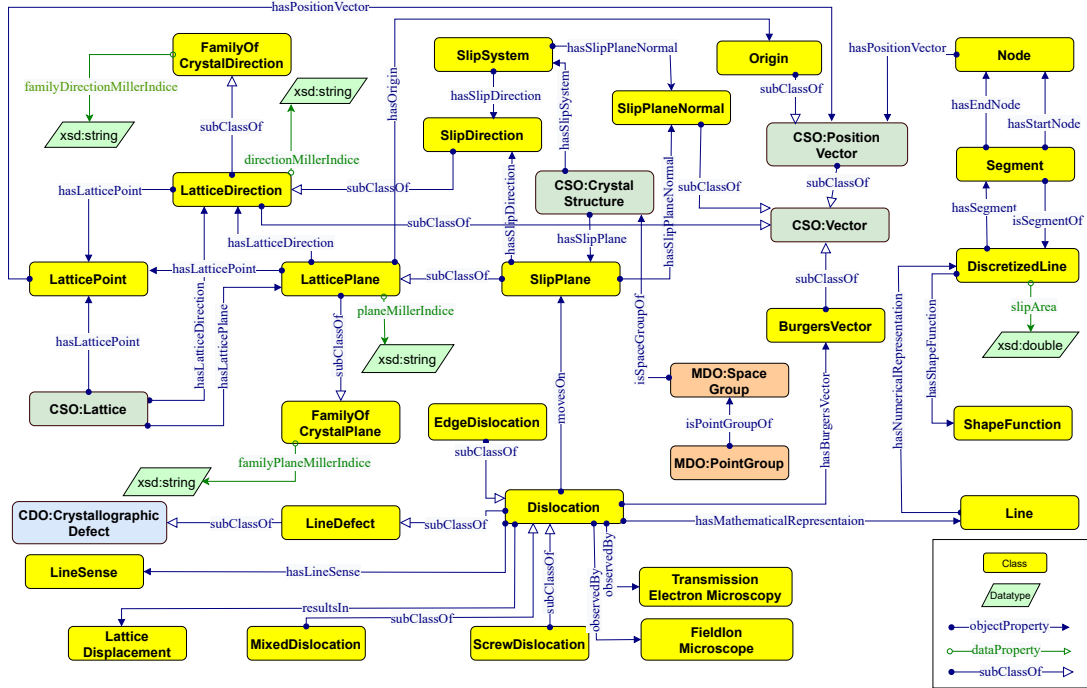 hasPositionVector
FamilyOf
CrystalDirection
SlipSystem
hasSlipPlaneNormal
Origin
hasPositionVector
Node
familyDirectionMillerIndice
xsd:string
xsd:string
hasOrigin
hasSlipDirection
hasSlipSystem
SlipPlaneNormal
subClassOf
hasEndNode
hasStartNode
subClassOf
SlipDirection
CSO:Position
Vector
directionMillerIndice
Segment
LatticeDirection
hasLatticePoint
subClassOf
CSO:Crystal
Structure
subClassOf
subClassOf
hasSegment
isSegmentOf
subClassOf
CSO:Vector
hasSlipDirection
hasSlipPlane
hasSlipPlaneNormal
hasLatticeDirection
LatticePoint
hasLatticePoint
LatticePlane
subClassOf
SlipPlane
subClassOf
DiscretizedLine
hasLatticeDirection
hasLatticePlane
subClassOf
planeMillerIndice
xsd:string
isSpaceGroupOf
BurgersVector
slipArea
xsd:double
hasLatticePoint
hasNumericalRepresentation
hasShapeFunction
CSO:Lattice
movesOn
MDO:Space
Group
hasBurgersVector
FamilyOf
CrystalPlane
EdgeDislocation
isPointGroupOf
ShapeFunction
subClassOf
MDO:PointGroup
familyPlaneMillerIndice
xsd:string
CDO:Crystallographic
Defect
subClassOf
LineDefect
subClassOf
Dislocation
hasMathematicalRepresentaion
Line
LineSense
hasLineSense
subClassOf
observedBy
observedBy
Transmission
Electron Microscopy
resultsIn
subClassOf
Lattice
Displacement
MixedDislocation
ScrewDislocation
FieldIon
Microscope
Class
Datatype
objectProperty
dataProperty
subClassOf